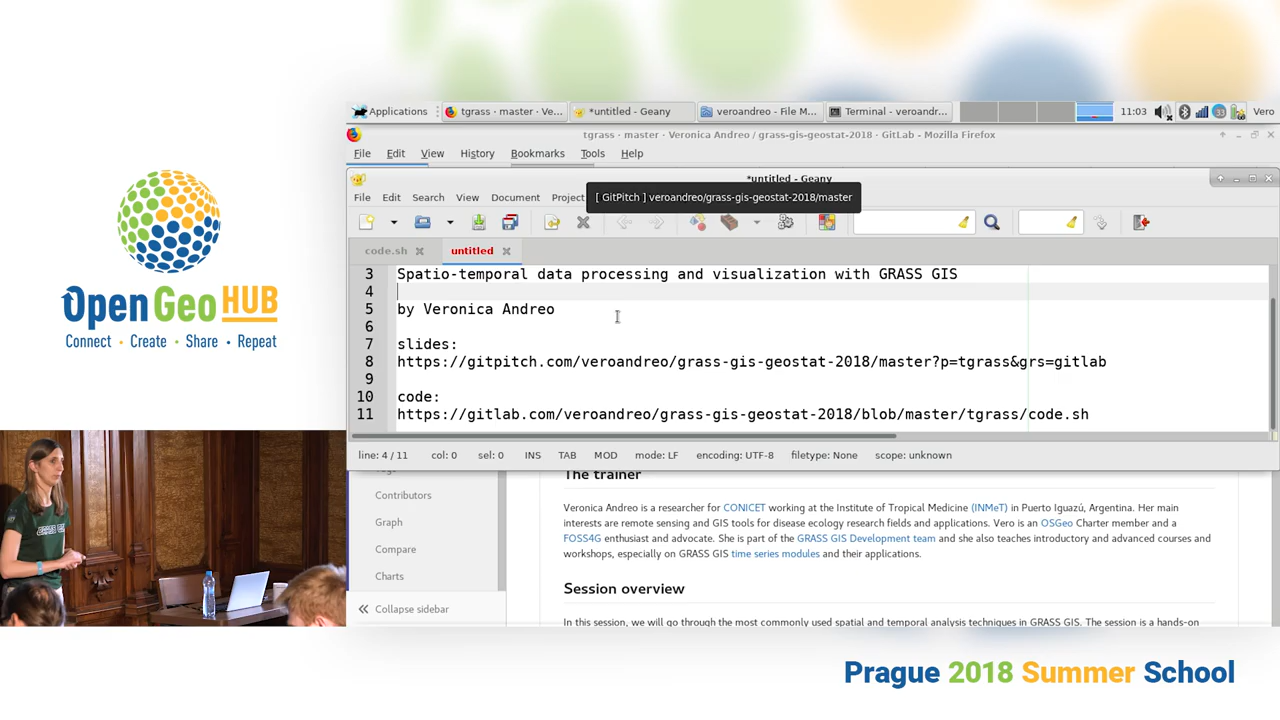 Applications
tgrass · master · Ve...
*untitled - Geany
veroandreo - File M...
Terminal - veroandr...
11:03
Vero
tgrass · master · Veronica Andreo / grass-gis-geostat-2018 · GitLab - Mozilla Firefox
File Edit View History Bookmarks Tools Help
*untitled - Geany
File Edit Search View Document Project
[ GitPitch ] veroandreo/grass-gis-geostat-2018/master
code.sh
untitled
3 Spatio-temporal data processing and visualization with GRASS GIS
4
5 by Veronica Andreo
6
7 slides:
8 https://gitpitch.com/veroandreo/grass-gis-geostat-2018/master?p=tgrass&grs=gitlab
9
10 code:
11 https://gitlab.com/veroandreo/grass-gis-geostat-2018/blob/master/tgrass/code.sh
line: 4 / 11 col: 0 sel: 0 INS TAB MOD mode: LF encoding: UTF-8 filetype: None scope: unknown
Contributors
Graph
Compare
Charts
Collapse sidebar
The trainer
Veronica Andreo is a researcher for CONICET working at the Institute of Tropical Medicine (INMeT) in Puerto Iguazú, Argentina. Her main
interests are remote sensing and GIS tools for disease ecology research fields and applications. Vero is an OSGeo Charter member and a
FOSS4G enthusiast and advocate. She is part of the GRASS GIS Development team and she also teaches introductory and advanced courses and
workshops, especially on GRASS GIS time series modules and their applications.
Session overview
In this session, we will go through the most commonly used spatial and temporal analysis techniques in GRASS GIS. The session is a hands-on
OpenGeoHUB
Connect · Create · Share · Repeat
GRASS GIS
Prague 2018 Summer School